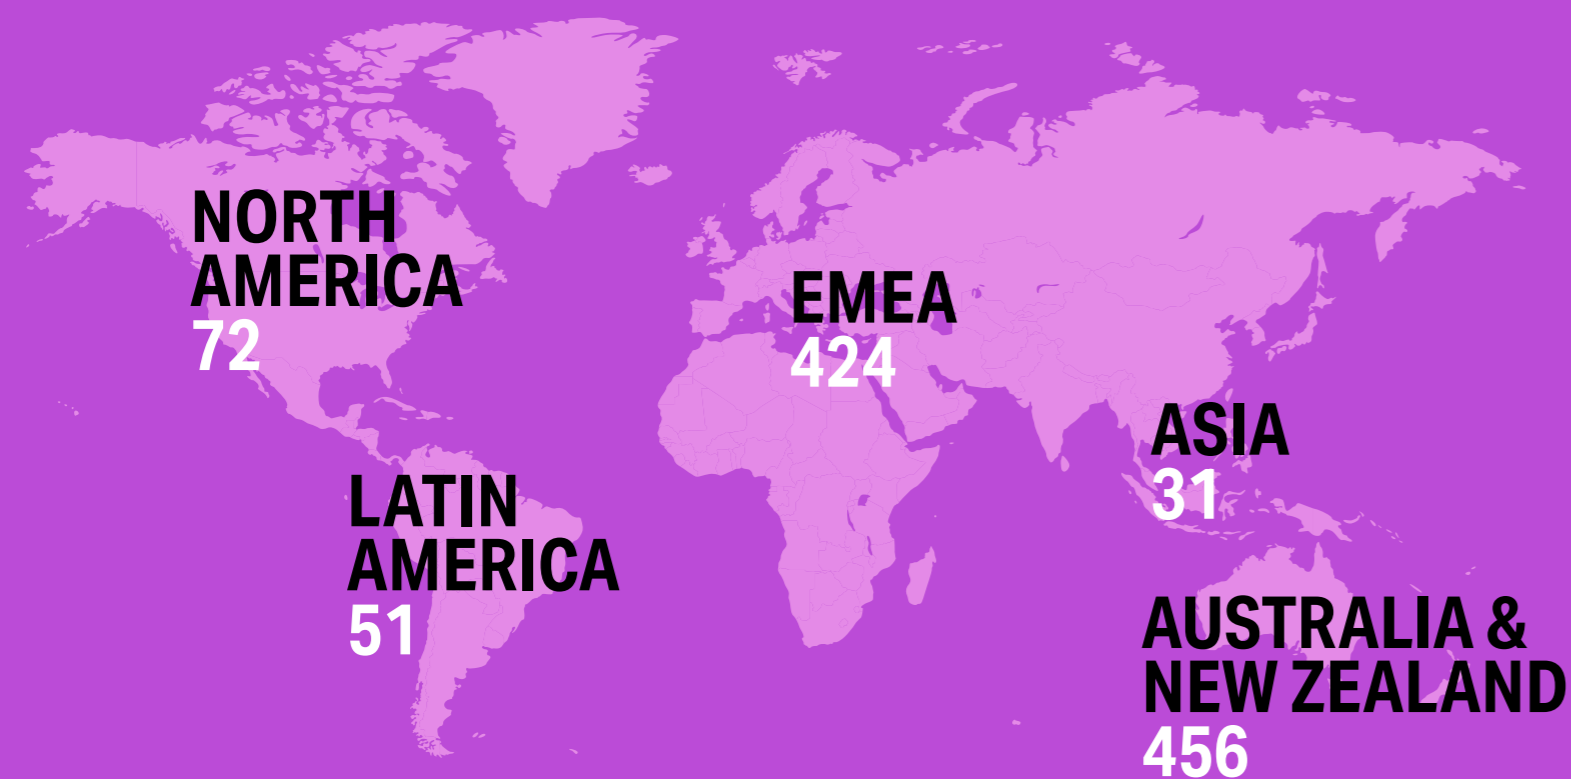 NORTH
AMERICA
72
EMEA
424
ASIA
31
LATIN
AMERICA
51
AUSTRALIA &
NEW ZEALAND
456